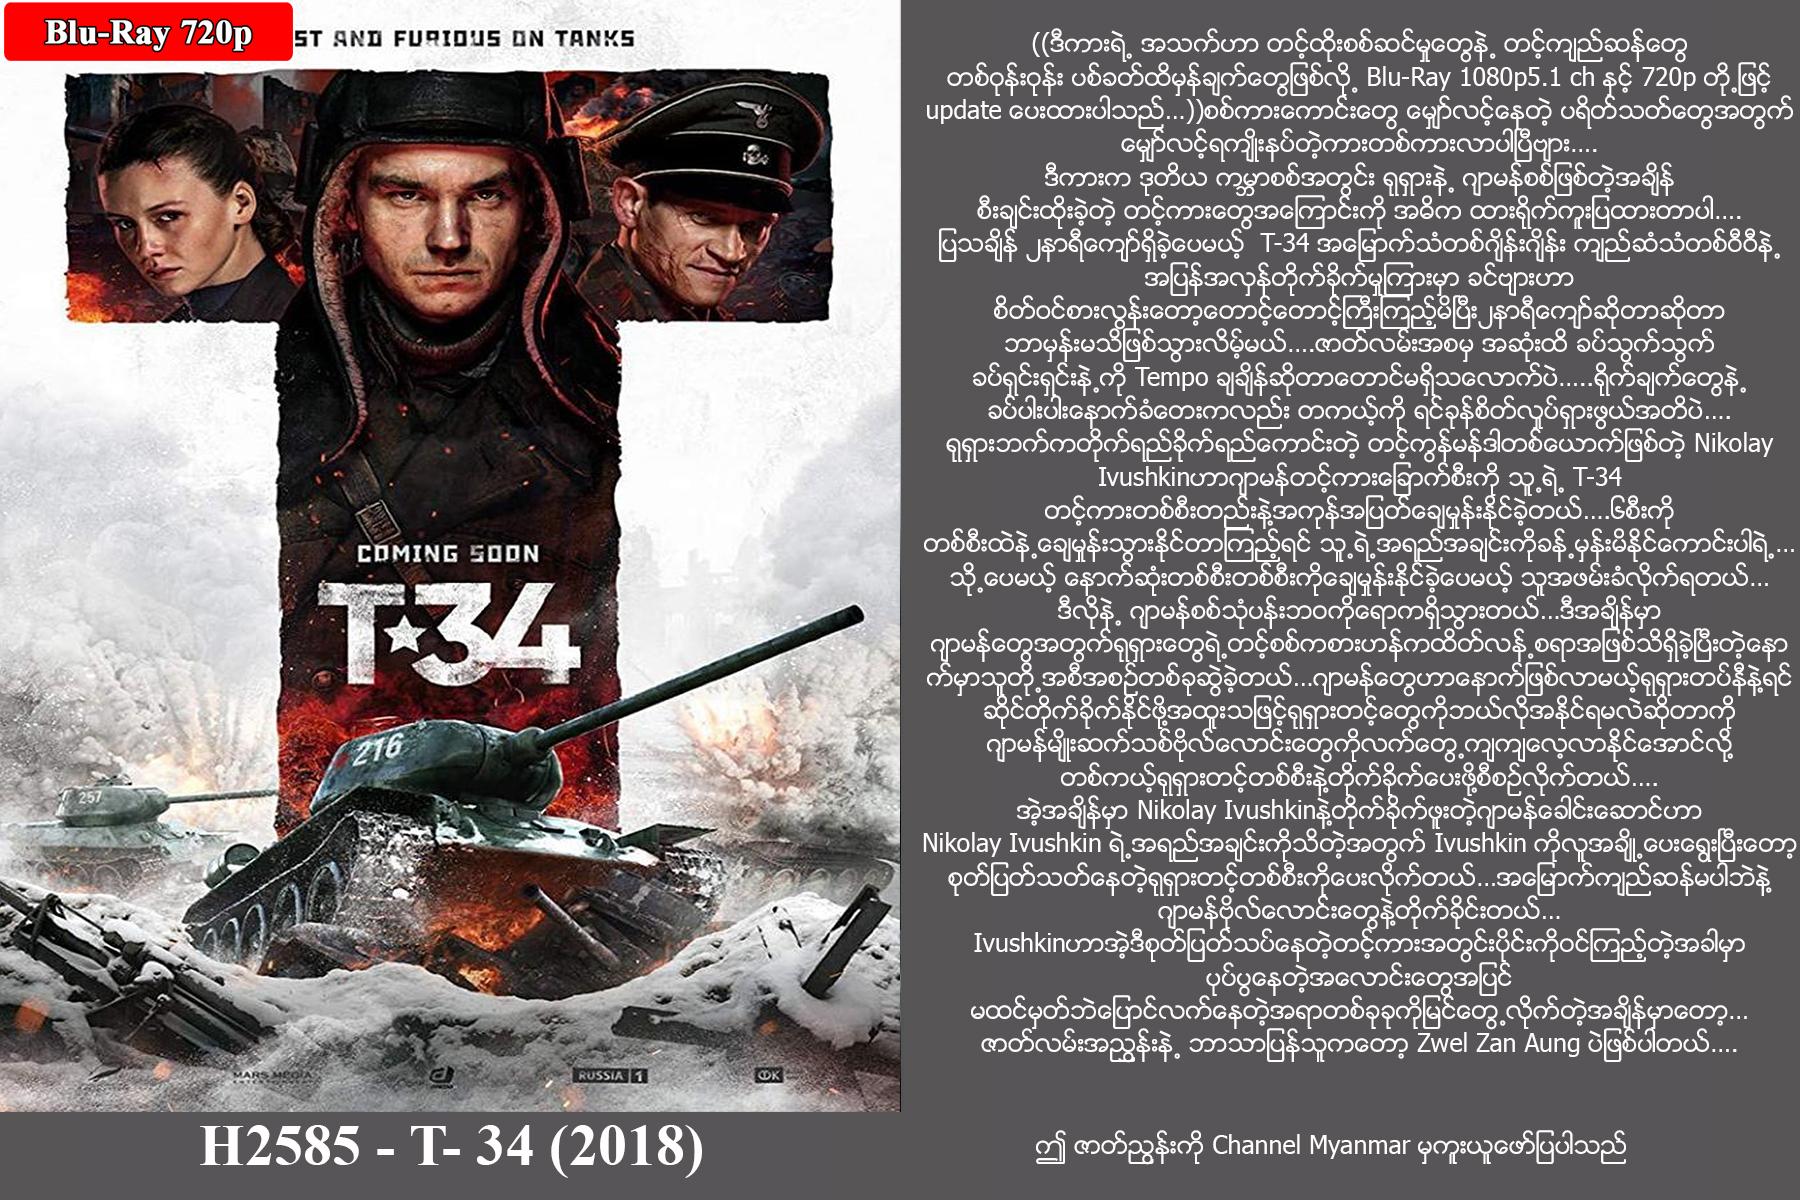 Blu-Ray 720p
ST AND FURIOUS ON TANKS
COMING SOON
T★34
216
257
MARS MEDIA
RUSSIA 1
H2585 - T- 34 (2018)
((ဒီကားရဲ့ အသက်ဟာ တင့်ထိုးစစ်ဆင်မှုတွေနဲ့ တင့်ကျည်ဆန်တွေ
တစ်ဝုန်းဝုန်း ပစ်ခတ်ထိမှန်ချက်တွေဖြစ်လို့ Blu-Ray 1080p5.1 ch နှင့် 720p တို့ဖြင့်
update ပေးထားပါသည်...))စစ်ကားကောင်းတွေ မျှော်လင့်နေတဲ့ ပရိတ်သတ်တွေအတွက်
မျှော်လင့်ရကျိုးနပ်တဲ့ကားတစ်ကားလာပါပြီဗျား....
ဒီကားက ဒုတိယ ကမ္ဘာစစ်အတွင်း ရုရှားနဲ့ ဂျာမန်စစ်ဖြစ်တဲ့အချိန်
စီးချင်းထိုးခဲ့တဲ့ တင့်ကားတွေအကြောင်းကို အဓိက ထားရိုက်ကူးပြထားတာပါ....
ပြသချိန် ၂နာရီကျော်ရှိခဲ့ပေမယ့် T-34 အမြောက်သံတစ်ဂျိန်းဂျိန်း ကျည်ဆံသံတစ်ဝီဝီနဲ့
အပြန်အလှန်တိုက်ခိုက်မှုကြားမှာ ခင်ဗျားဟာ
စိတ်ဝင်စားလွန်းတော့တောင့်တောင့်ကြီးကြည့်မိပြီး၂နာရီကျော်ဆိုတာဆိုတာ
ဘာမှန်းမသိဖြစ်သွားလိမ့်မယ်....ဇာတ်လမ်းအစမှ အဆုံးထိ ခပ်သွက်သွက်
ခပ်ရှင်းရှင်းနဲ့ကို Tempo ချချိန်ဆိုတာတောင်မရှိသလောက်ပဲ.....ရိုက်ချက်တွေနဲ့
ခပ်ပါးပါးနောက်ခံတေးကလည်း တကယ့်ကို ရင်ခုန်စိတ်လှုပ်ရှားဖွယ်အတိပဲ....
ရုရှားဘက်ကတိုက်ရည်ခိုက်ရည်ကောင်းတဲ့ တင့်ကွန်မန်ဒါတစ်ယောက်ဖြစ်တဲ့ Nikolay
Ivushkinဟာဂျာမန်တင့်ကားခြောက်စီးကို သူ့ရဲ့ T-34
တင့်ကားတစ်စီးတည်းနဲ့အကုန်အပြတ်ချေမှုန်းနိုင်ခဲ့တယ်....၆စီးကို
တစ်စီးထဲနဲ့ချေမှုန်းသွားနိုင်တာကြည့်ရင် သူ့ရဲ့အရည်အချင်းကိုခန့်မှန်းမိနိုင်ကောင်းပါရဲ့...
သို့ပေမယ့် နောက်ဆုံးတစ်စီးတစ်စီးကိုချေမှုန်းနိုင်ခဲ့ပေမယ့် သူအဖမ်းခံလိုက်ရတယ်...
ဒီလိုနဲ့ ဂျာမန်စစ်သုံ့ပန်းဘဝကိုရောကရှိသွားတယ်...ဒီအချိန်မှာ
ဂျာမန်တွေအတွက်ရုရှားတွေရဲ့တင့်စစ်ကစားဟန်ကထိတ်လန့်စရာအဖြစ်သိရှိခဲ့ပြီးတဲ့နော
က်မှာသူတို့အစီအစဉ်တစ်ခုဆွဲခဲ့တယ်...ဂျာမန်တွေဟာနောက်ဖြစ်လာမယ့်ရုရှားတပ်နီနဲ့ရင်
ဆိုင်တိုက်ခိုက်နိုင်ဖို့အထူးသဖြင့်ရုရှားတင့်တွေကိုဘယ်လိုအနိုင်ရမလဲဆိုတာကို
ဂျာမန်မျိုးဆက်သစ်ဗိုလ်လောင်းတွေကိုလက်တွေ့ကျကျလေ့လာနိုင်အောင်လို့
တစ်ကယ့်ရုရှားတင့်တစ်စီးနဲ့တိုက်ခိုက်ပေးဖို့စီစဉ်လိုက်တယ်....
အဲ့အချိန်မှာ Nikolay Ivushkinနဲ့တိုက်ခိုက်ဖူးတဲ့ဂျာမန်ခေါင်းဆောင်ဟာ
Nikolay Ivushkin ရဲ့အရည်အချင်းကိုသိတဲ့အတွက် Ivushkin ကိုလူအချို့ပေးရွေးပြီးတော့
စုတ်ပြတ်သတ်နေတဲ့ရုရှားတင့်တစ်စီးကိုပေးလိုက်တယ်...အမြောက်ကျည်ဆန်မပါဘဲနဲ့
ဂျာမန်ဗိုလ်လောင်းတွေနဲ့တိုက်ခိုင်းတယ်...
Ivushkinဟာအဲ့ဒီစုတ်ပြတ်သပ်နေတဲ့တင့်ကားအတွင်းပိုင်းကိုဝင်ကြည့်တဲ့အခါမှာ
ပုပ်ပွနေတဲ့အလောင်းတွေအပြင်
မထင်မှတ်ဘဲပြောင်လက်နေတဲ့အရာတစ်ခုခုကိုမြင်တွေ့လိုက်တဲ့အချိန်မှာတော့...
ဇာတ်လမ်းအညွှန်းနဲ့ ဘာသာပြန်သူကတော့ Zwel Zan Aung ပဲဖြစ်ပါတယ်....
ဤ ဇာတ်ညွှန်းကို Channel Myanmar မှကူးယူဖော်ပြပါသည်